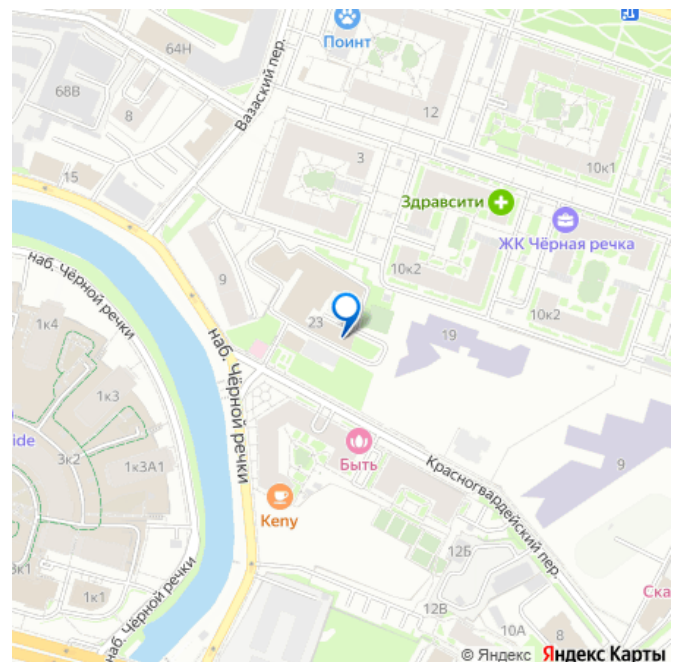 Поинт
64Н
Вазаский пер.
68В
8
12
3
10к1
15
Здравсити
ЖК Чёрная речка
наб. Чёрной речки
9
10к2
10к2
1к4
23
19
наб. Чёрной речки
1к3
3к2
ide
1к3А1
Быть
Красногвардейский пер.
9
Кепу
12Б
наб. Чёрной речки
3к1
1к1
Ска
12В
10А
8
© Яндекс Яндекс Карты